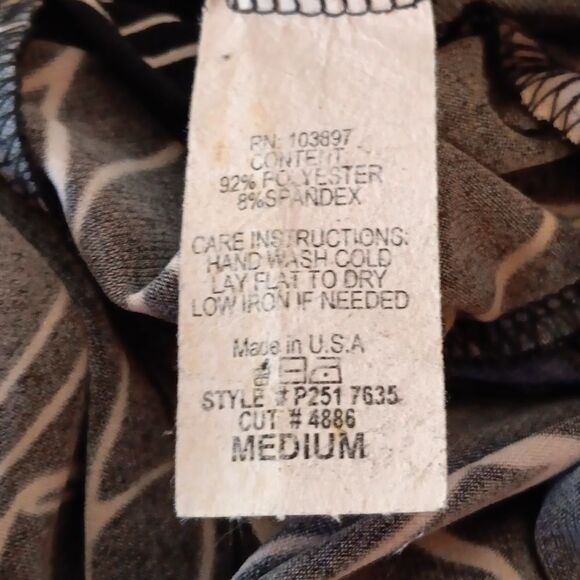 RN: 103897
CONTENT:
92% POLYESTER
8%SPANDEX
CARE INSTRUCTIONS:
HAND WASH COLD
LAY FLAT TO DRY
LOW IRON IF NEEDED
Made in U.S.A
STYLE # P251 7635
CUT # 4886
MEDIUM